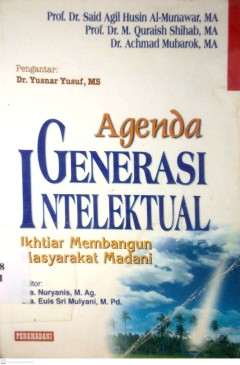 Prof. Dr. Said Agil Husin Al-Munawar, MA
Prof. Dr. M. Quraish Shihab, MA
Dr. Achmad Mubarok, MA
Pengantar:
Dr. Yusnar Yusuf, MS
Agenda
GENERASI
INTELEKTUAL
Ikhtiar Membangun
Masyarakat Madani
itor:
a. Nuryanis, M. Ag.
a. Euis Sri Mulyani, M. Pd.
PENAMADANI